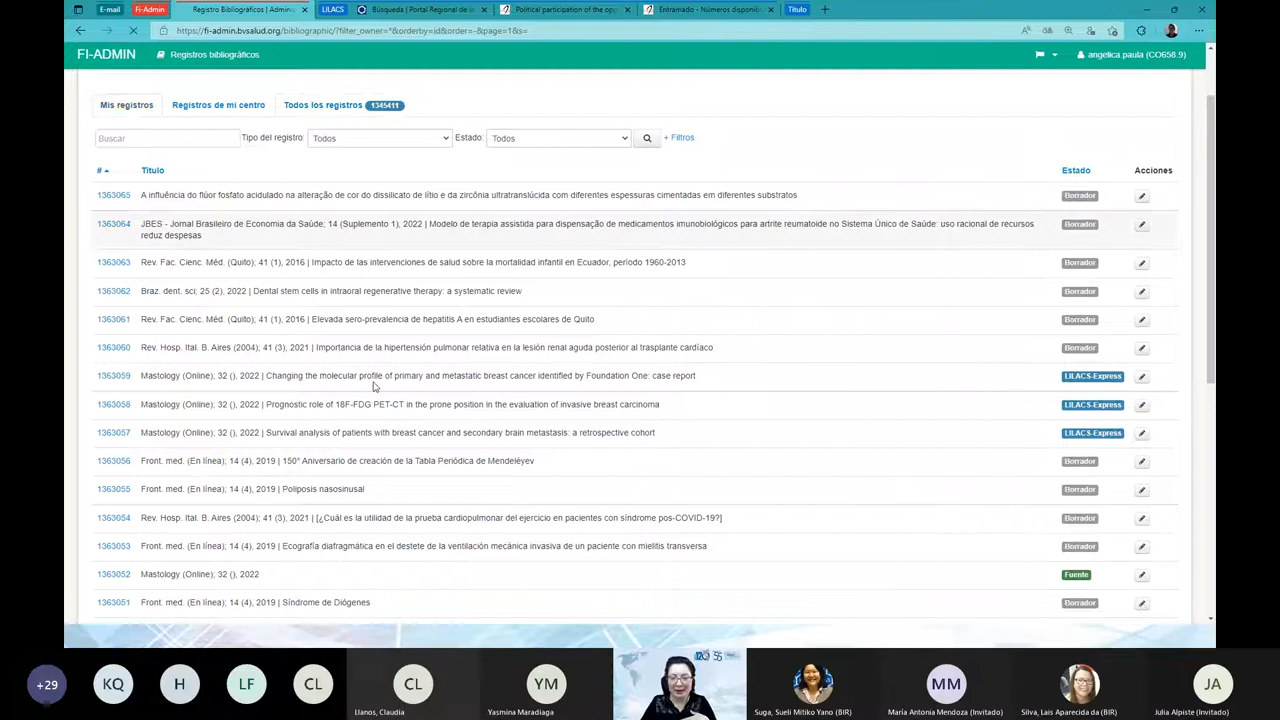 E-mail
Fi-Admin
Registro Bibliográficos | Adminis
LILACS
Búsqueda | Portal Regional de la
Political participation of the opp
Entramado - Números disponibl
Titulo
https://fi-admin.bvsalud.org/bibliographic/?filter_owner=*&orderby=id&order=-&page=1&s=
FI-ADMIN Registros bibliográficos angelica.paula (CO658.9)
Mis registros Registros de mi centro Todos los registros 1345411
Buscar Tipo del registro: Todos Estado: Todos + Filtros
# Título Estado Acciones
1363065 A influência do flúor fosfato acidulado na alteração de cor do dissilicato de lítio e da zircônia ultratranslúcida com diferentes espessuras cimentadas em diferentes substratos Borrador
1363064 JBES - Jornal Brasileiro de Economia da Saúde; 14 (Suplemento 1), 2022 | Modelo de terapia assistida para dispensação de medicamentos imunobiológicos para artrite reumatoide no Sistema Único de Saúde: uso racional de recursos Borrador
reduz despesas
1363063 Rev. Fac. Cienc. Méd. (Quito); 41 (1), 2016 | Impacto de las intervenciones de salud sobre la mortalidad infantil en Ecuador, período 1960-2013 Borrador
1363062 Braz. dent. sci; 25 (2), 2022 | Dental stem cells in intraoral regenerative therapy: a systematic review Borrador
1363061 Rev. Fac. Cienc. Méd. (Quito); 41 (1), 2016 | Elevada sero-prevalencia de hepatitis A en estudiantes escolares de Quito Borrador
1363060 Rev. Hosp. Ital. B. Aires (2004); 41 (3), 2021 | Importancia de la hipertensión pulmonar relativa en la lesión renal aguda posterior al trasplante cardíaco Borrador
1363059 Mastology (Online); 32 (), 2022 | Changing the molecular profile of primary and metastatic breast cancer identified by Foundation One: case report LILACS-Express
1363058 Mastology (Online); 32 (), 2022 | Prognostic role of 18F-FDG PET-CT in the prone position in the evaluation of invasive breast carcinoma LILACS-Express
1363057 Mastology (Online); 32 (), 2022 | Survival analysis of patients with breast cancer and secondary brain metastasis: a retrospective cohort LILACS-Express
1363056 Front. med. (En línea); 14 (4), 2019 | 150° Aniversario de creación de la Tabla Periódica de Mendeléyev Borrador
1363055 Front. med. (En línea); 14 (4), 2019 | Poliposis nasosinusal Borrador
1363054 Rev. Hosp. Ital. B. Aires (2004); 41 (3), 2021 | [¿Cuál es la utilidad de la prueba cardiopulmonar del ejercicio en pacientes con síndrome pos-COVID-19?] Borrador
1363053 Front. med. (En línea); 14 (4), 2019 | Ecografía diafragmática en el destete de la ventilación mecánica invasiva de un paciente con mielitis transversa Borrador
1363052 Mastology (Online); 32 (), 2022 Fuente
1363051 Front. med. (En línea); 14 (4), 2019 | Síndrome de Diógenes Borrador
+29 KQ H LF CL CL YM MM JA
Llanos, Claudia Yasmina Maradiaga Suga, Sueli Mitiko Yano (BIR) María Antonia Mendoza (Invitado) Silva, Lais Aparecida da (BIR) Julia Alpiste (Invitado)